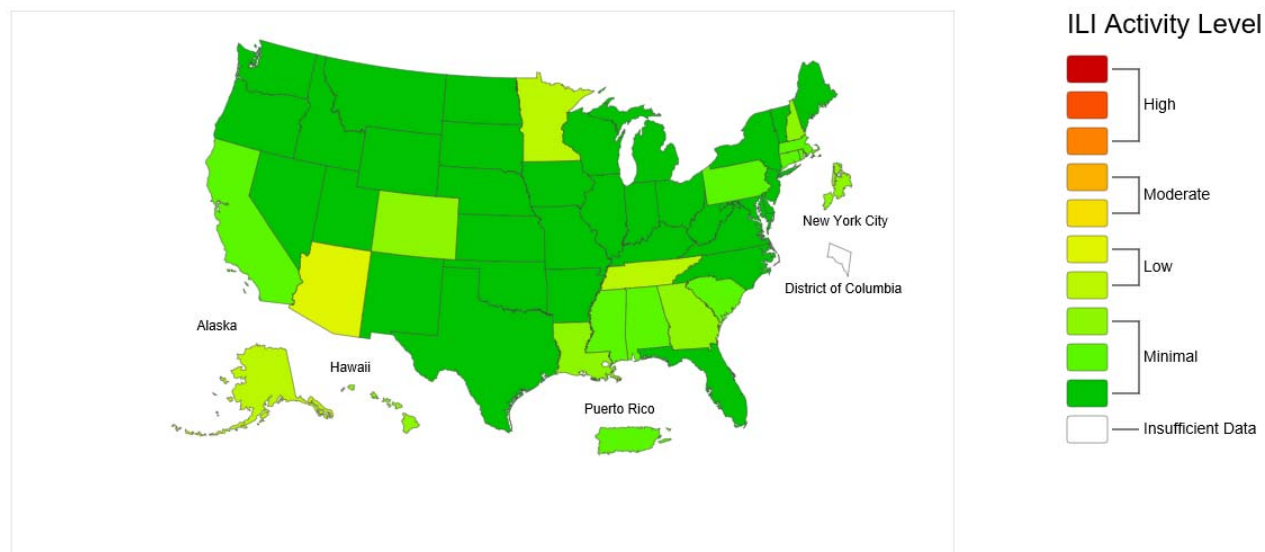 ILI Activity Level
High
Moderate
Low
Minimal
Insufficient Data
New York City
District of Columbia
Alaska
Hawaii
Puerto Rico